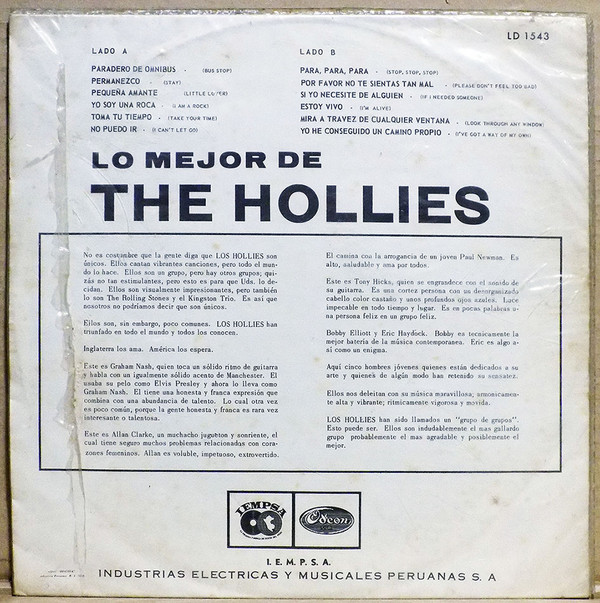 LD 1543
LADO A
PARADERO DE OMNIBUS - (BUS STOP)
PERMANEZCO - (STAY)
PEQUEÑA AMANTE (LITTLE LOVER)
YO SOY UNA ROCA - (I AM A ROCK)
TOMA TU TIEMPO - (TAKE YOUR TIME)
NO PUEDO IR - (I CAN'T LET GO)
LADO B
PARA, PARA, PARA - (STOP, STOP, STOP)
POR FAVOR NO TE SIENTAS TAN MAL - (PLEASE DON'T FEEL TOO BAD)
SI YO NECESITE DE ALGUIEN - (IF I NEEDED SOMEONE)
ESTOY VIVO - (I'M ALIVE)
MIRA A TRAVEZ DE CUALQUIER VENTANA - (LOOK THROUGH ANY WINDOW)
YO HE CONSEGUIDO UN CAMINO PROPIO - (I'VE GOT A WAY OF MY OWN)
LO MEJOR DE
THE HOLLIES
No es costumbre que la gente diga que LOS HOLLIES son
únicos. Ellos cantan vibrantes canciones, pero todo el mun-
do lo hace. Ellos son un grupo, pero hay otros grupos; qui-
zás no tan estimulantes, pero esto es para que Uds. lo de-
cidan. Ellos son visualmente impresionantes, pero también
lo son The Rolling Stones y el Kingston Trio. Es así que
nosotros no podríamos decir que son únicos.
Ellos son, sin embargo, poco comunes. LOS HOLLIES han
triunfado en todo el mundo y todos los conocen.
Inglaterra los ama. América los espera.
Este es Graham Nash, quien toca un sólido ritmo de guitarra
y habla con un igualmente sólido acento de Manchester. El
usaba su pelo como Elvis Presley y ahora lo lleva como
Graham Nash. El tiene una honesta y franca expresión que
combina con una abundancia de talento. Lo cual otra vez
es poco común, porque la gente honesta y franca es rara vez
interesante o talentosa.
Este es Allan Clarke, un muchacho juguetón y sonriente, el
cual tiene seguro muchos problemas relacionados con cora-
zones femeninos. Allan es voluble, impetuoso, extrovertido.
El camina con la arrogancia de un joven Paul Newman. Es
alto, saludable y ama por todos.
Este es Tony Hicks, quien se engrandece con el sonido de
su guitarra. Es una cortez persona con un desorganizado
cabello color castaño y unos profundos ojos azules. Luce
impecable en todo tiempo y lugar. Es en pocas palabras u-
na persona feliz en un grupo feliz.
Bobby Elliott y Eric Haydock. Bobby es tecnicamente la
mejor batería de la música contemporanea. Eric es algo a-
sí como un enigma.
Aquí cinco hombres jóvenes quienes están dedicados a su
arte y quienes de algún modo han retenido su sensatez.
Ellos nos deleitan con su música maravillosa; armonicamen-
te alta y vibrante; ritmicamente vigorosa y movida.
LOS HOLLIES han sido llamados un "grupo de grupos".
Esto puede ser. Ellos son indudablemente el mas gallardo
grupo probablemente el mas agradable y posiblemente el
mejor.
IEMPSA
Odeon
I. E. M. P. S. A.
INDUSTRIAS ELECTRICAS Y MUSICALES PERUANAS S. A